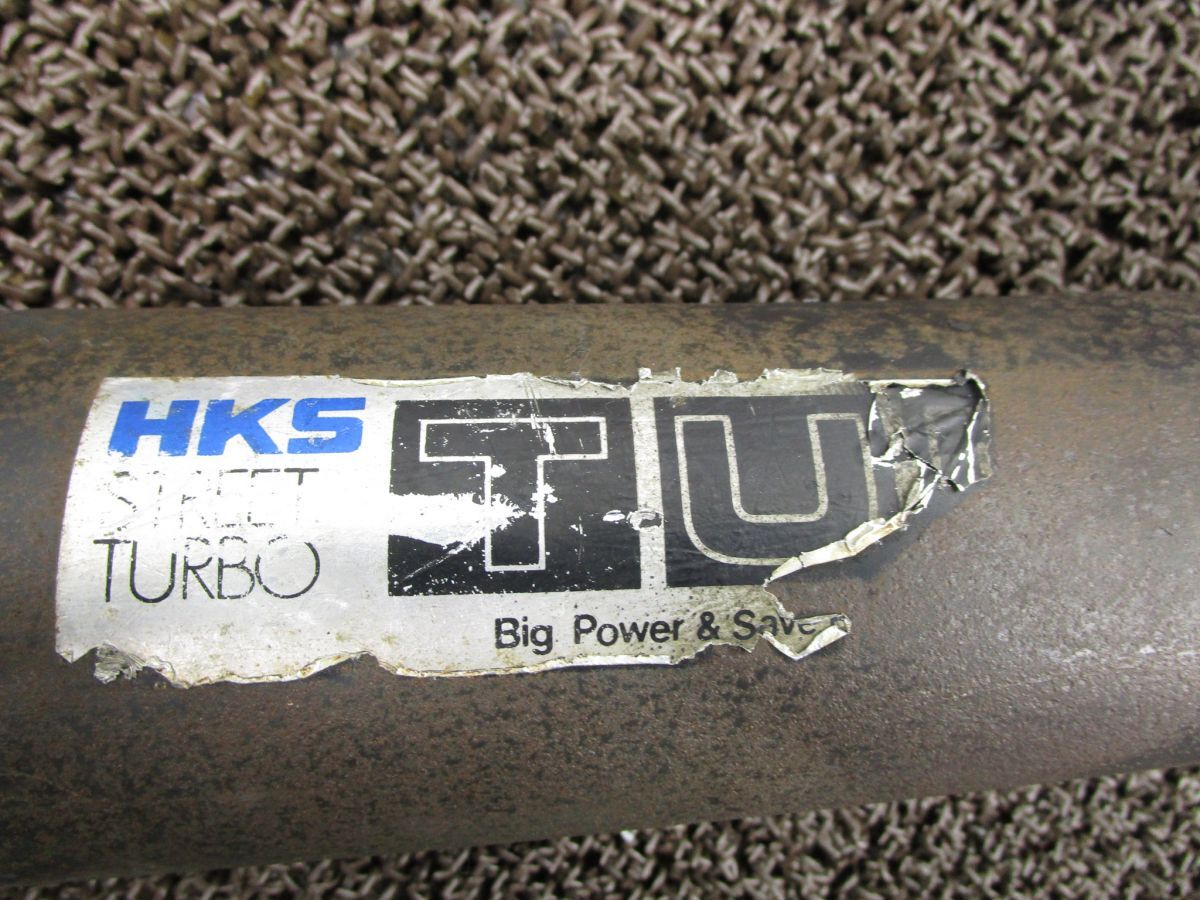 HKS
STREET
TURBO
TU
Big Power & Save